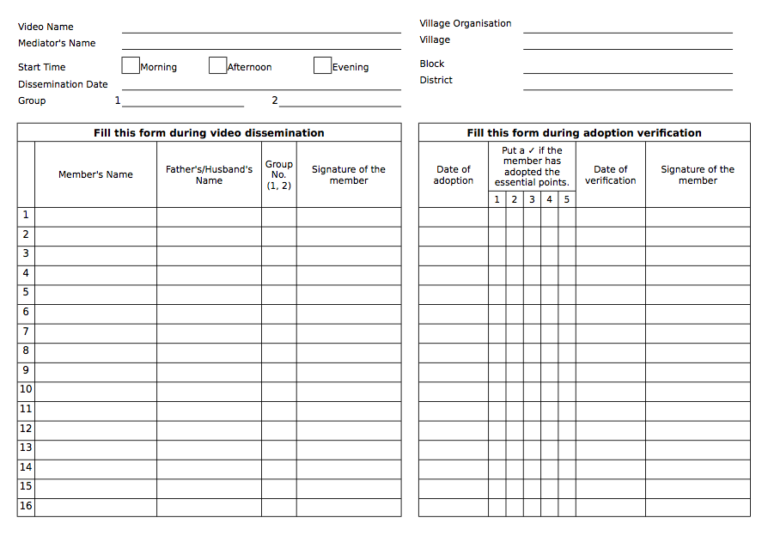 Video Name
Mediator's Name
Start Time Morning Afternoon Evening
Dissemination Date
Group 1 2
Village Organisation
Village
Block
District
Fill this form during video dissemination
Member's Name
Father's/Husband's
Name
Group
No.
(1, 2)
Signature of the
member
1
2
3
4
5
6
7
8
9
10
11
12
13
14
15
16
Fill this form during adoption verification
Date of
adoption
Put a ✓ if the
member has
adopted the
essential points.
1 2 3 4 5
Date of
verification
Signature of the
member